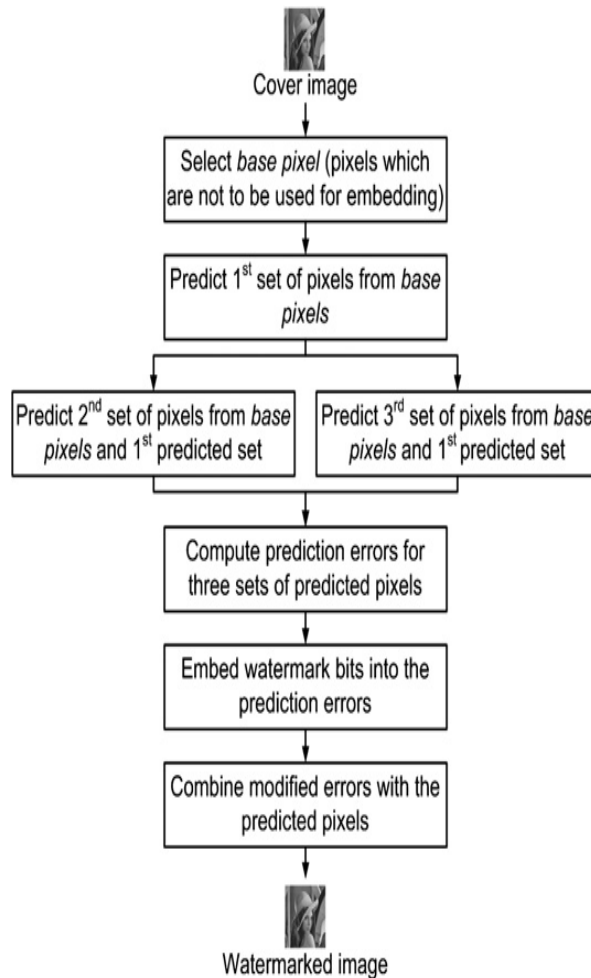 Cover image
Select base pixel (pixels which
are not to be used for embedding)
Predict 1st set of pixels from base
pixels
Predict 2nd set of pixels from base
pixels and 1st predicted set
Predict 3rd set of pixels from base
pixels and 1st predicted set
Compute prediction errors for
three sets of predicted pixels
Embed watermark bits into the
prediction errors
Combine modified errors with the
predicted pixels
Watermarked image